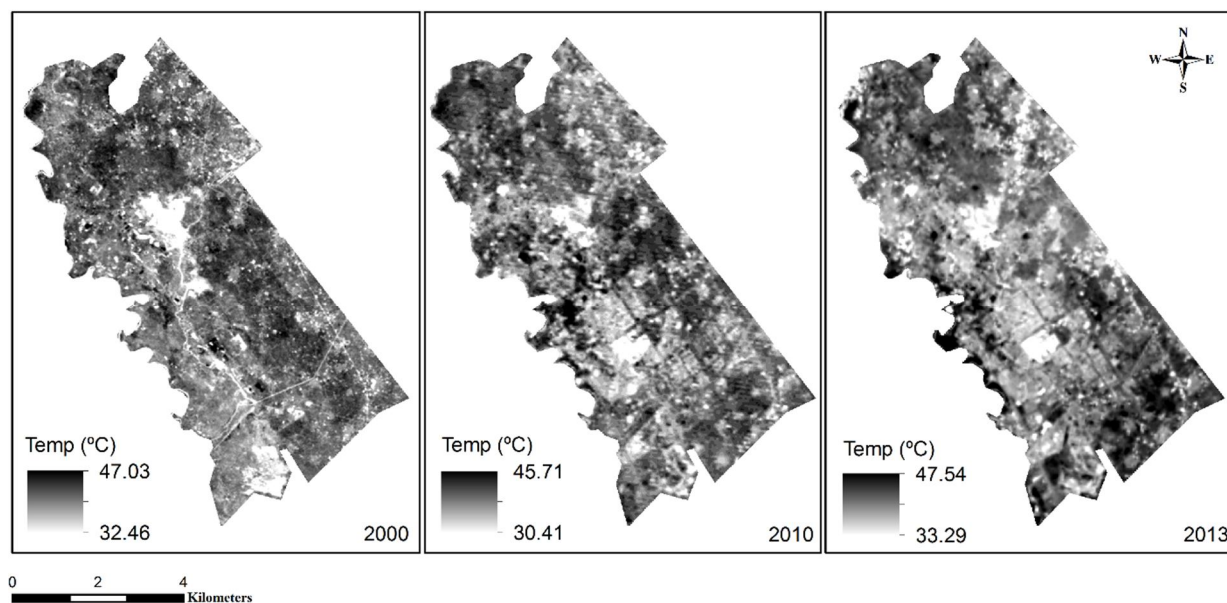 N
W E
S
Temp (ºC)
47.03
32.46
2000
Temp (ºC)
45.71
30.41
2010
Temp (ºC)
47.54
33.29
2013
0 2 4
Kilometers